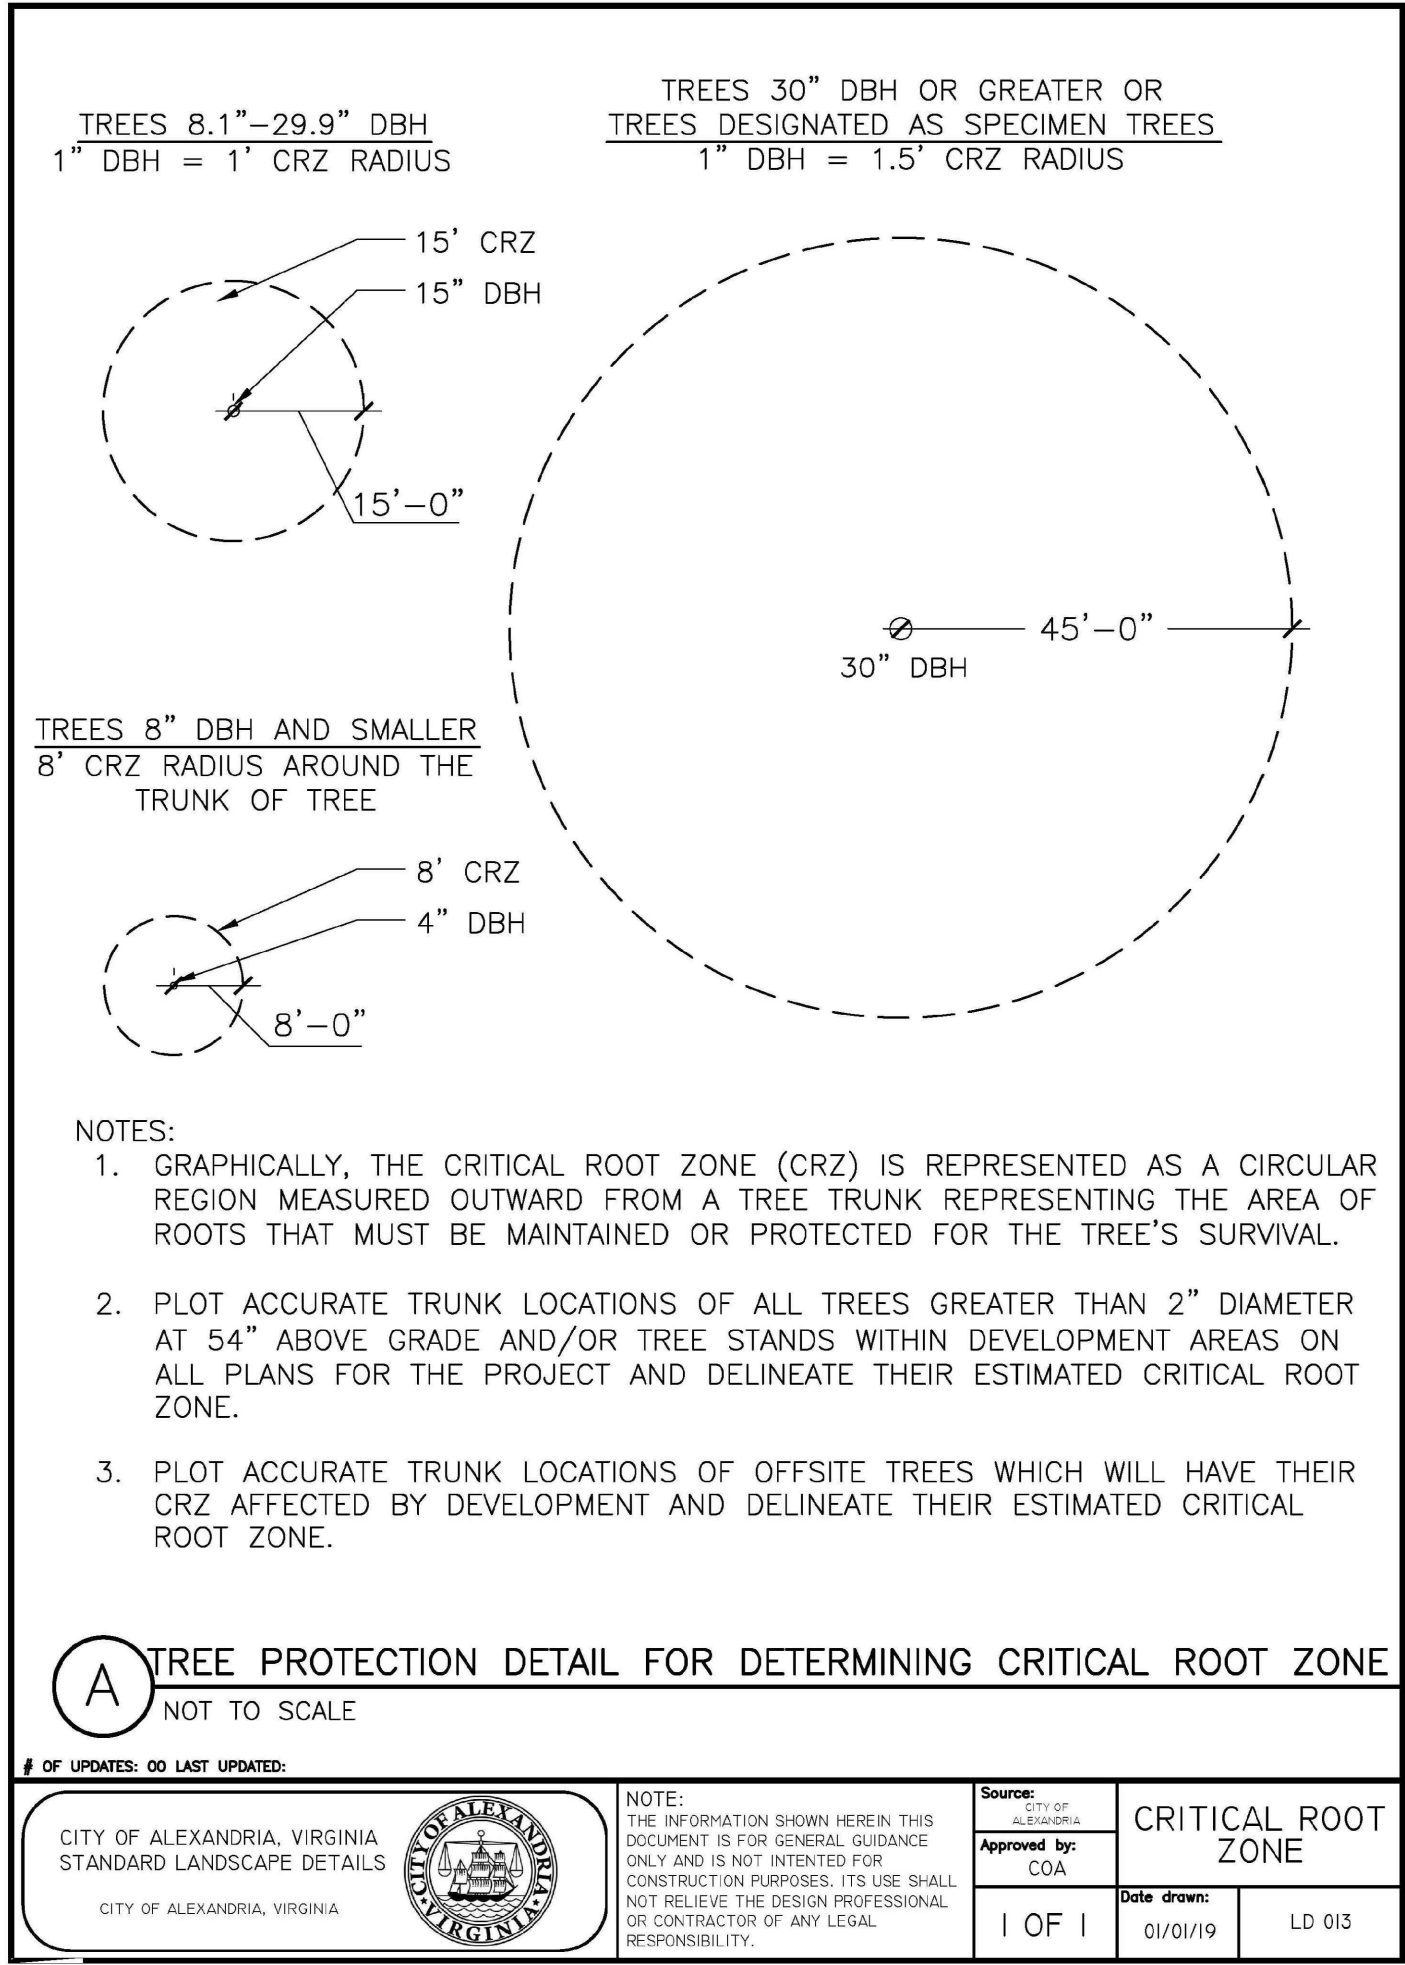 TREES 8.1”–29.9” DBH
1” DBH = 1’ CRZ RADIUS
TREES 30” DBH OR GREATER OR
TREES DESIGNATED AS SPECIMEN TREES
1” DBH = 1.5’ CRZ RADIUS
15’ CRZ
15” DBH
15’–0”
45’–0”
30” DBH
TREES 8” DBH AND SMALLER
8’ CRZ RADIUS AROUND THE
TRUNK OF TREE
8’ CRZ
4” DBH
8’–0”
NOTES:
1. GRAPHICALLY, THE CRITICAL ROOT ZONE (CRZ) IS REPRESENTED AS A CIRCULAR
REGION MEASURED OUTWARD FROM A TREE TRUNK REPRESENTING THE AREA OF
ROOTS THAT MUST BE MAINTAINED OR PROTECTED FOR THE TREE’S SURVIVAL.
2. PLOT ACCURATE TRUNK LOCATIONS OF ALL TREES GREATER THAN 2” DIAMETER
AT 54” ABOVE GRADE AND/OR TREE STANDS WITHIN DEVELOPMENT AREAS ON
ALL PLANS FOR THE PROJECT AND DELINEATE THEIR ESTIMATED CRITICAL ROOT
ZONE.
3. PLOT ACCURATE TRUNK LOCATIONS OF OFFSITE TREES WHICH WILL HAVE THEIR
CRZ AFFECTED BY DEVELOPMENT AND DELINEATE THEIR ESTIMATED CRITICAL
ROOT ZONE.
A
TREE PROTECTION DETAIL FOR DETERMINING CRITICAL ROOT ZONE
NOT TO SCALE
# OF UPDATES: 00 LAST UPDATED:
CITY OF ALEXANDRIA, VIRGINIA
STANDARD LANDSCAPE DETAILS
CITY OF ALEXANDRIA, VIRGINIA
CITY OF ALEXANDRIA
VIRGINIA
NOTE:
THE INFORMATION SHOWN HEREIN THIS
DOCUMENT IS FOR GENERAL GUIDANCE
ONLY AND IS NOT INTENTED FOR
CONSTRUCTION PURPOSES. ITS USE SHALL
NOT RELIEVE THE DESIGN PROFESSIONAL
OR CONTRACTOR OF ANY LEGAL
RESPONSIBILITY.
Source:
CITY OF
ALEXANDRIA
Approved by:
COA
1 OF 1
CRITICAL ROOT
ZONE
Date drawn:
01/01/19
LD 013